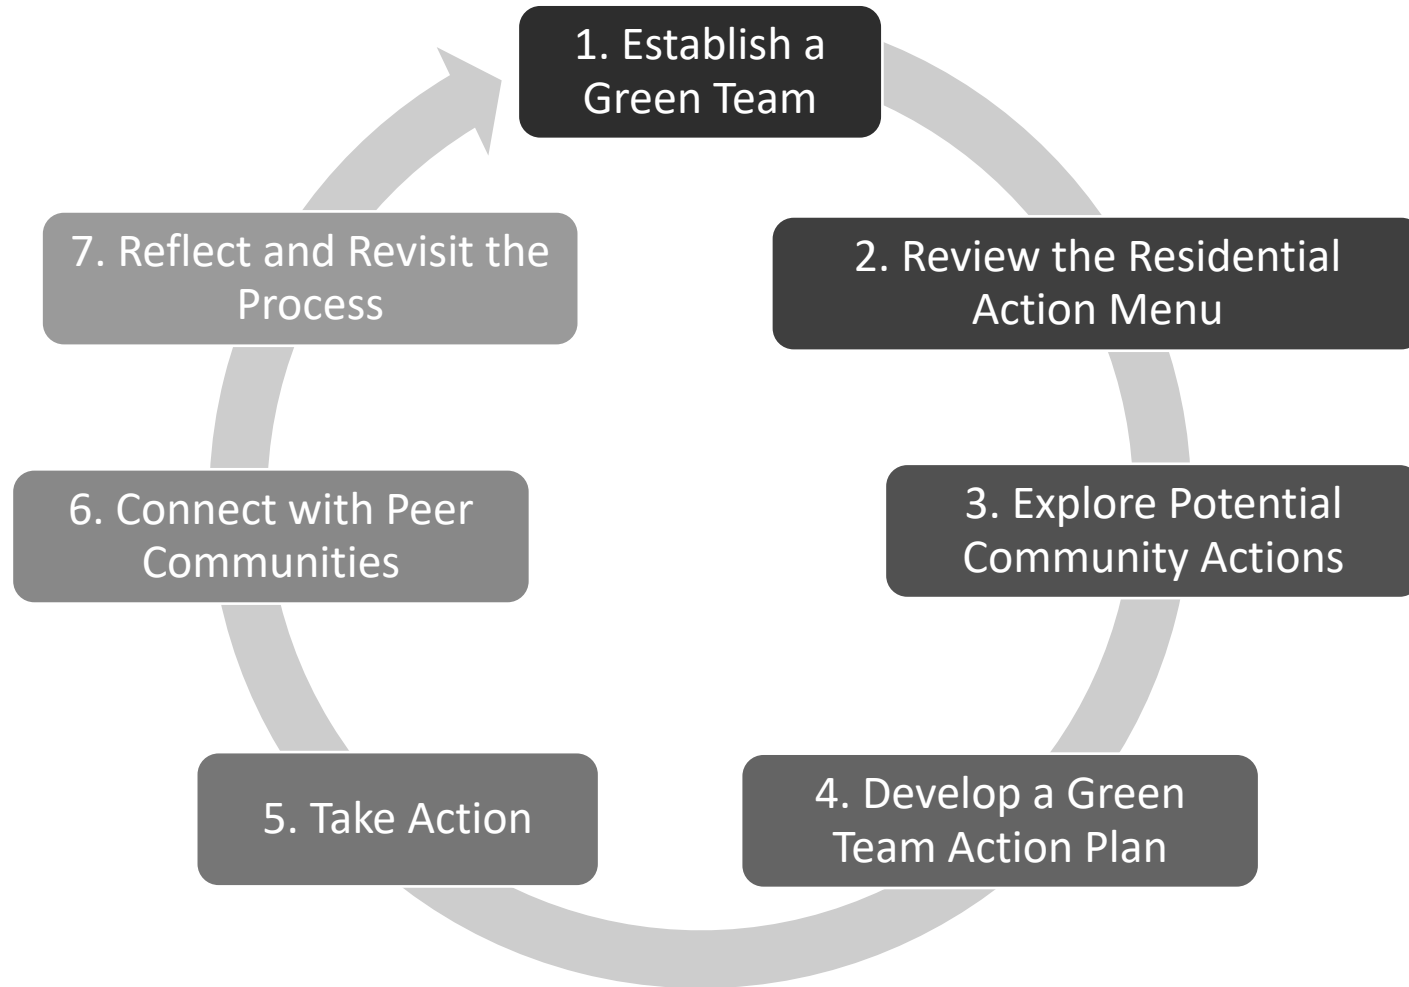 1. Establish a
Green Team
2. Review the Residential
Action Menu
3. Explore Potential
Community Actions
4. Develop a Green
Team Action Plan
5. Take Action
6. Connect with Peer
Communities
7. Reflect and Revisit the
Process